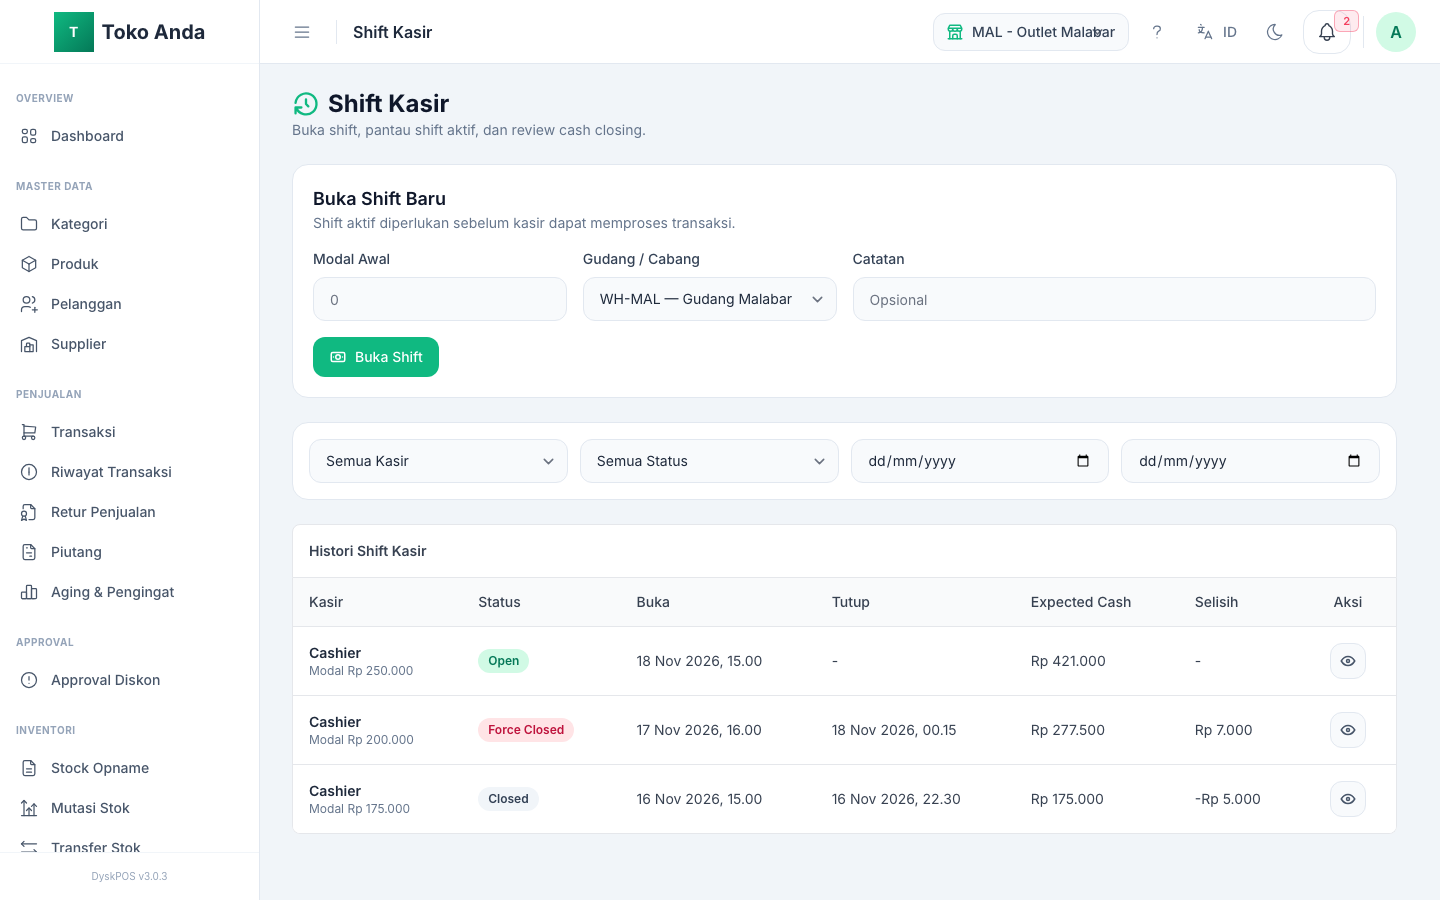 T Toko Anda
Shift Kasir
MAL - Outlet Malabar
?
ID
2
A
OVERVIEW
Dashboard
MASTER DATA
Kategori
Produk
Pelanggan
Supplier
PENJUALAN
Transaksi
Riwayat Transaksi
Retur Penjualan
Piutang
Aging & Pengingat
APPROVAL
Approval Diskon
INVENTORI
Stock Opname
Mutasi Stok
Transfer Stok
DyskPOS v3.0.3
Shift Kasir
Buka shift, pantau shift aktif, dan review cash closing.
Buka Shift Baru
Shift aktif diperlukan sebelum kasir dapat memproses transaksi.
Modal Awal Gudang / Cabang Catatan
0 WH-MAL — Gudang Malabar Opsional
Buka Shift
Semua Kasir Semua Status dd/mm/yyyy dd/mm/yyyy
Histori Shift Kasir
Kasir Status Buka Tutup Expected Cash Selisih Aksi
Cashier Open 18 Nov 2026, 15.00 - Rp 421.000 -
Modal Rp 250.000
Cashier Force Closed 17 Nov 2026, 16.00 18 Nov 2026, 00.15 Rp 277.500 Rp 7.000
Modal Rp 200.000
Cashier Closed 16 Nov 2026, 15.00 16 Nov 2026, 22.30 Rp 175.000 -Rp 5.000
Modal Rp 175.000